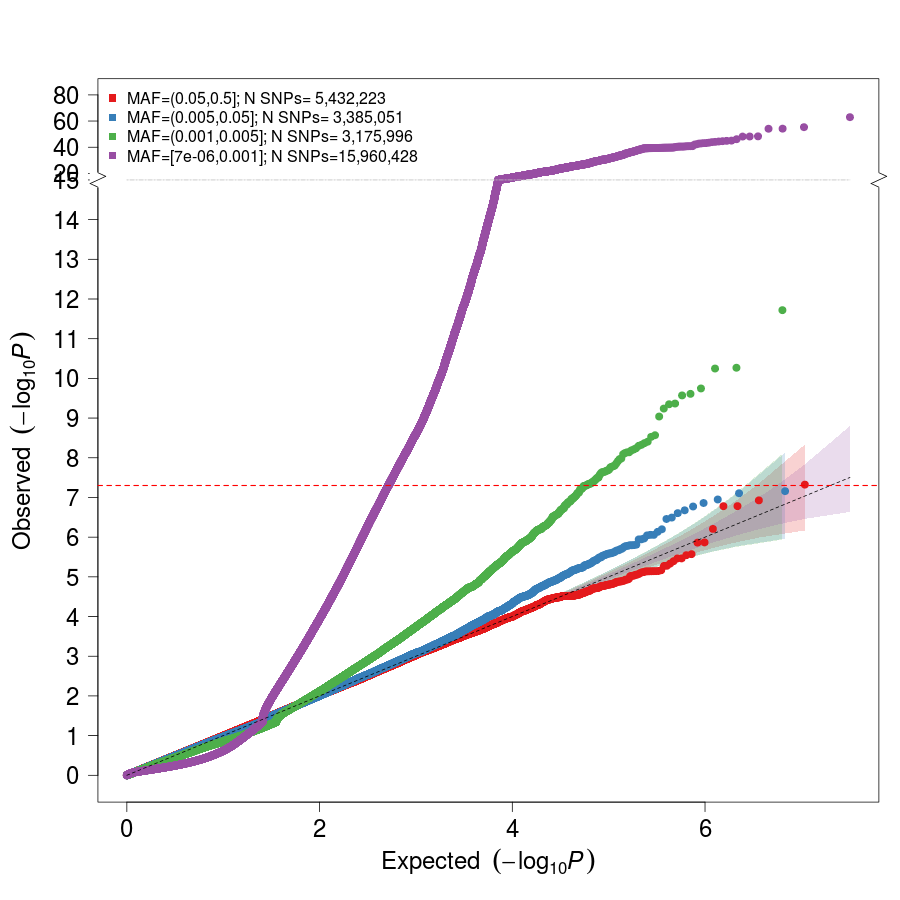 80
MAF=(0.05,0.5]; N SNPs= 5,432,223
MAF=(0.005,0.05]; N SNPs= 3,385,051
60
MAF=(0.001,0.005]; N SNPs= 3,175,996
40
MAF=[7e-06,0.001]; N SNPs=15,960,428
20
15
14
13
12
11
10
9
8
7
6
5
4
3
2
1
0
Observed (−log10P)
0 2 4 6
Expected (−log10P)